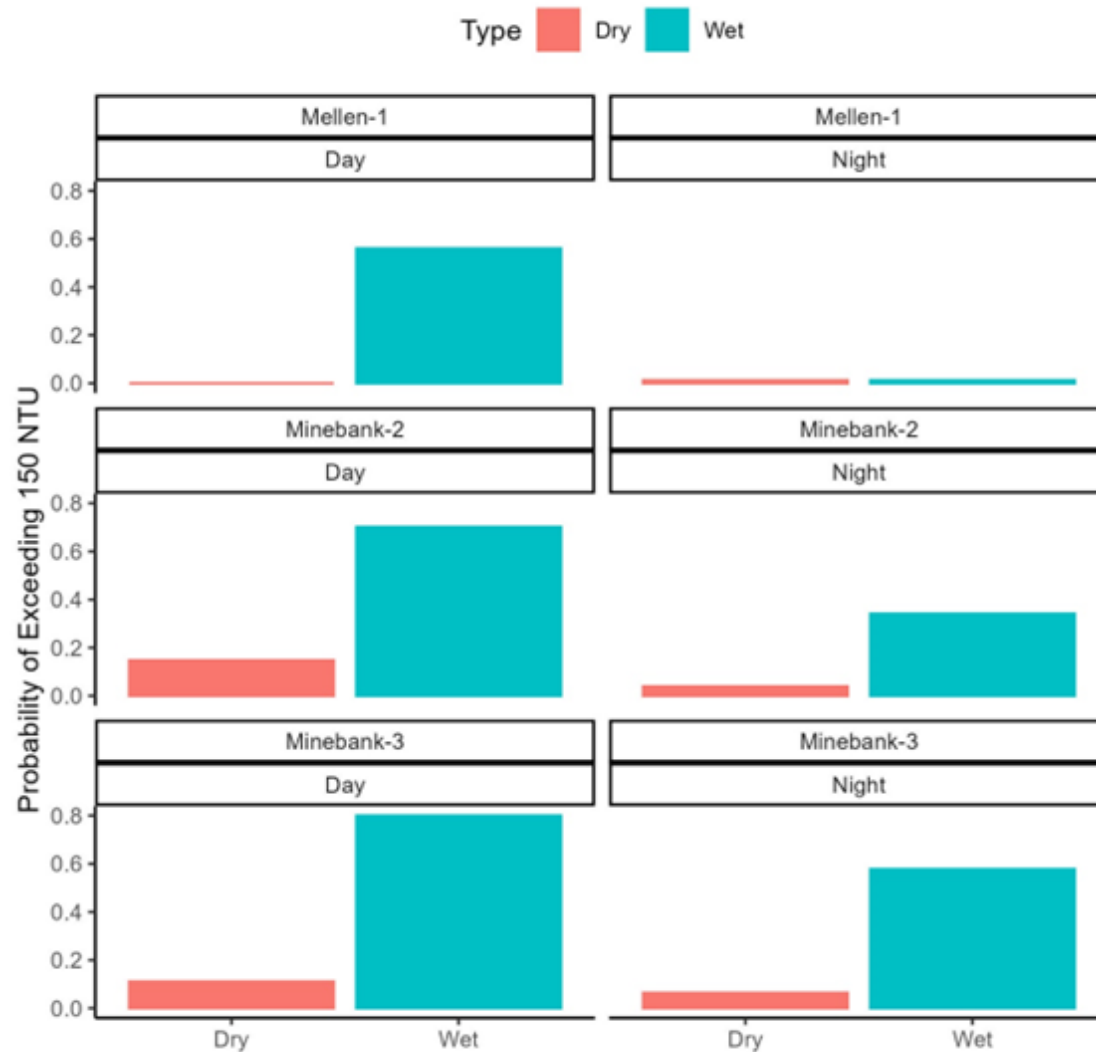 Type Dry Wet
Mellen-1 Mellen-1
Day Night
0.8
0.6
0.4
0.2
0.0
Probability of Exceeding 150 NTU
Minebank-2 Minebank-2
Day Night
0.8
0.6
0.4
0.2
0.0
Minebank-3 Minebank-3
Day Night
0.8
0.6
0.4
0.2
0.0
Dry Wet Dry Wet